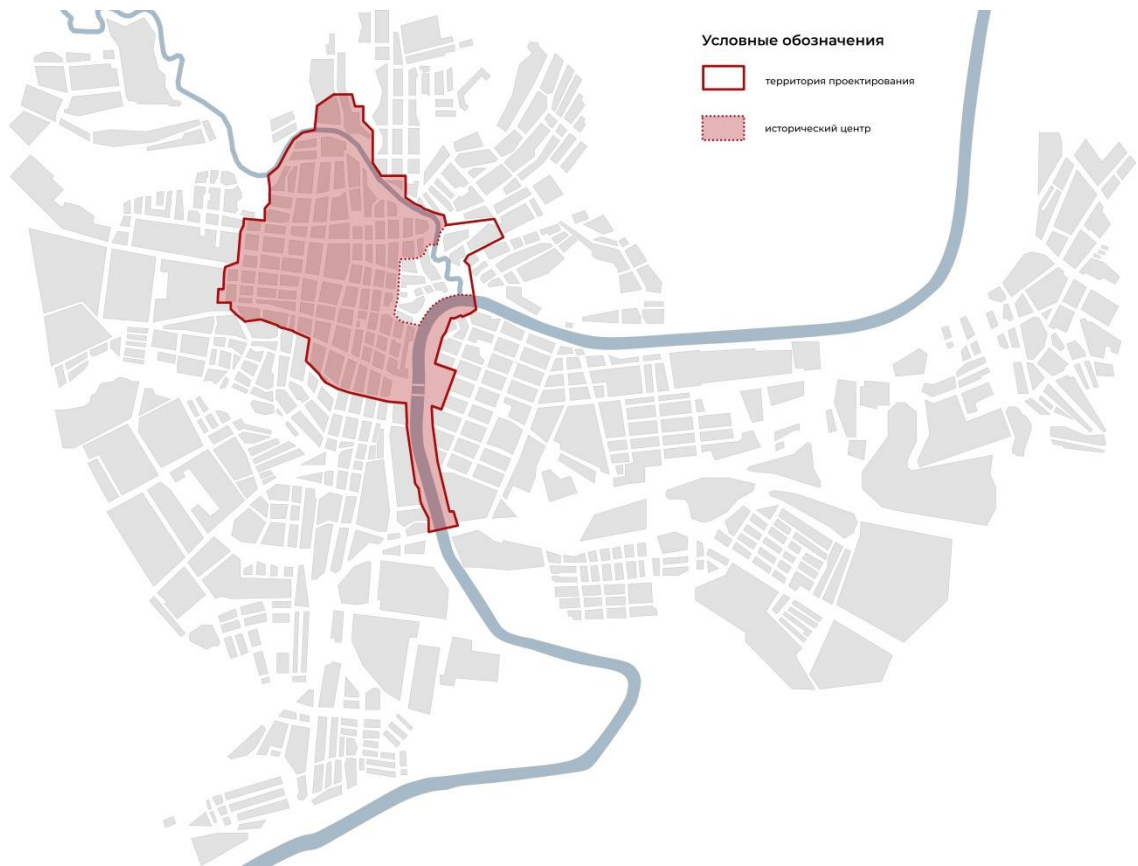 Условные обозначения
территория проектирования
исторический центр